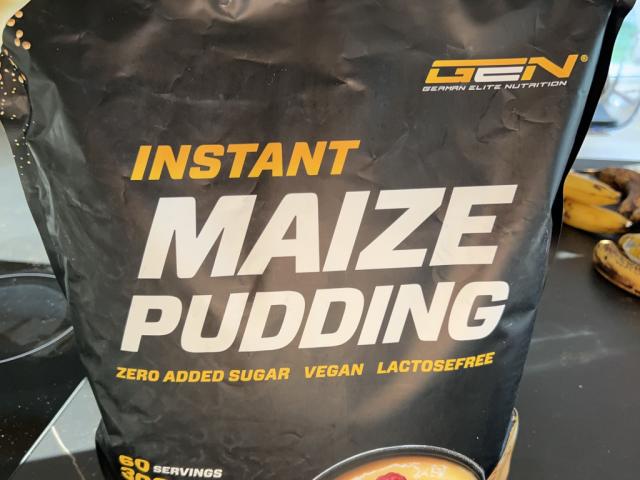 GEN®
GERMAN ELITE NUTRITION
INSTANT
MAIZE
PUDDING
ZERO ADDED SUGAR VEGAN LACTOSEFREE
60 SERVINGS